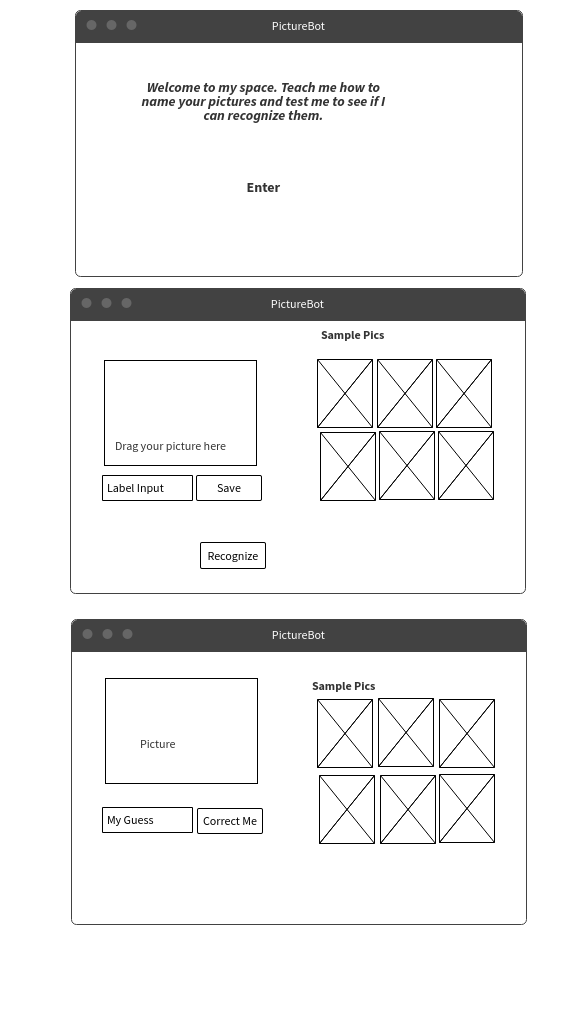 PictureBot
Welcome to my space. Teach me how to
name your pictures and test me to see if I
can recognize them.
Enter
PictureBot
Sample Pics
Drag your picture here
Label Input
Save
Recognize
PictureBot
Sample Pics
Picture
My Guess
Correct Me